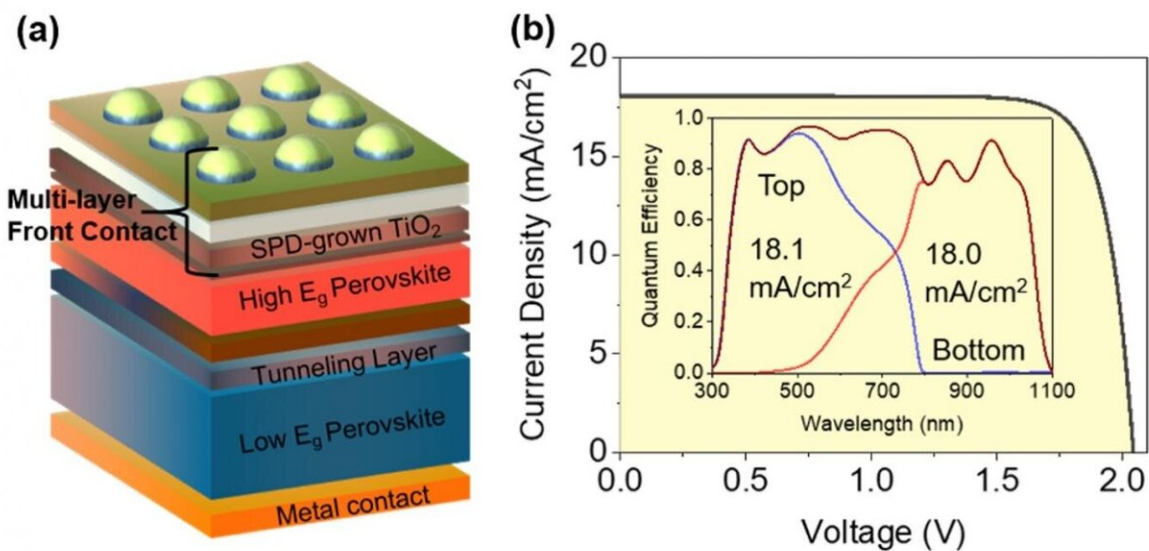 (a)
Multi-layer
Front Contact
SPD-grown TiO₂
High E_g Perovskite
Tunneling Layer
Low E_g Perovskite
Metal contact
(b)
Current Density (mA/cm²)
20
15
10
5
0
0.0 0.5 1.0 1.5 2.0
Voltage (V)
Quantum Efficiency
1.0
0.8
0.6
0.4
0.2
0.0
300 500 700 900 1100
Wavelength (nm)
Top
18.1
mA/cm²
18.0
mA/cm²
Bottom